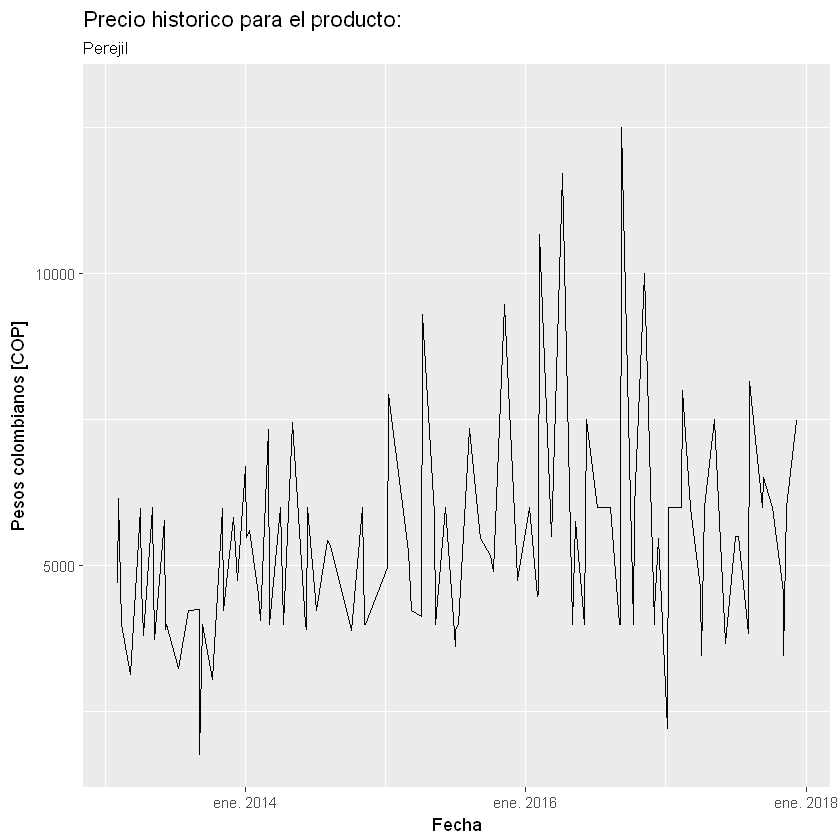 Precio historico para el producto:
Perejil
Pesos colombianos [COP]
10000
5000
ene. 2014
ene. 2016
ene. 2018
Fecha